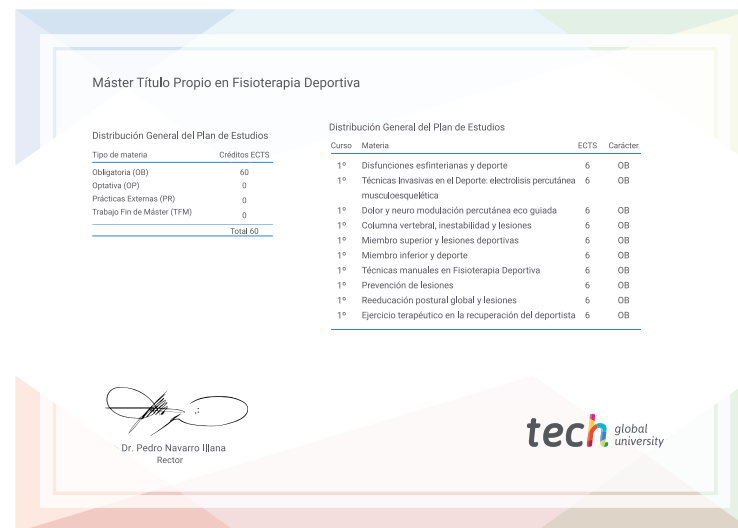 Máster Título Propio en Fisioterapia Deportiva
Distribución General del Plan de Estudios
Tipo de materia Créditos ECTS
Obligatoria (OB) 60
Optativa (OP) 0
Prácticas Externas (PR) 0
Trabajo Fin de Máster (TFM) 0
Total 60
Distribución General del Plan de Estudios
Curso Materia ECTS Carácter
1º Disfunciones esfinterianas y deporte 6 OB
1º Técnicas Invasivas en el Deporte: electrolisis percutánea 6 OB
musculoesquelética
1º Dolor y neuro modulación percutánea eco guiada 6 OB
1º Columna vertebral, inestabilidad y lesiones 6 OB
1º Miembro superior y lesiones deportivas 6 OB
1º Miembro inferior y deporte 6 OB
1º Técnicas manuales en Fisioterapia Deportiva 6 OB
1º Prevención de lesiones 6 OB
1º Reeducación postural global y lesiones 6 OB
1º Ejercicio terapéutico en la recuperación del deportista 6 OB
Dr. Pedro Navarro Illana
Rector
tech global
university